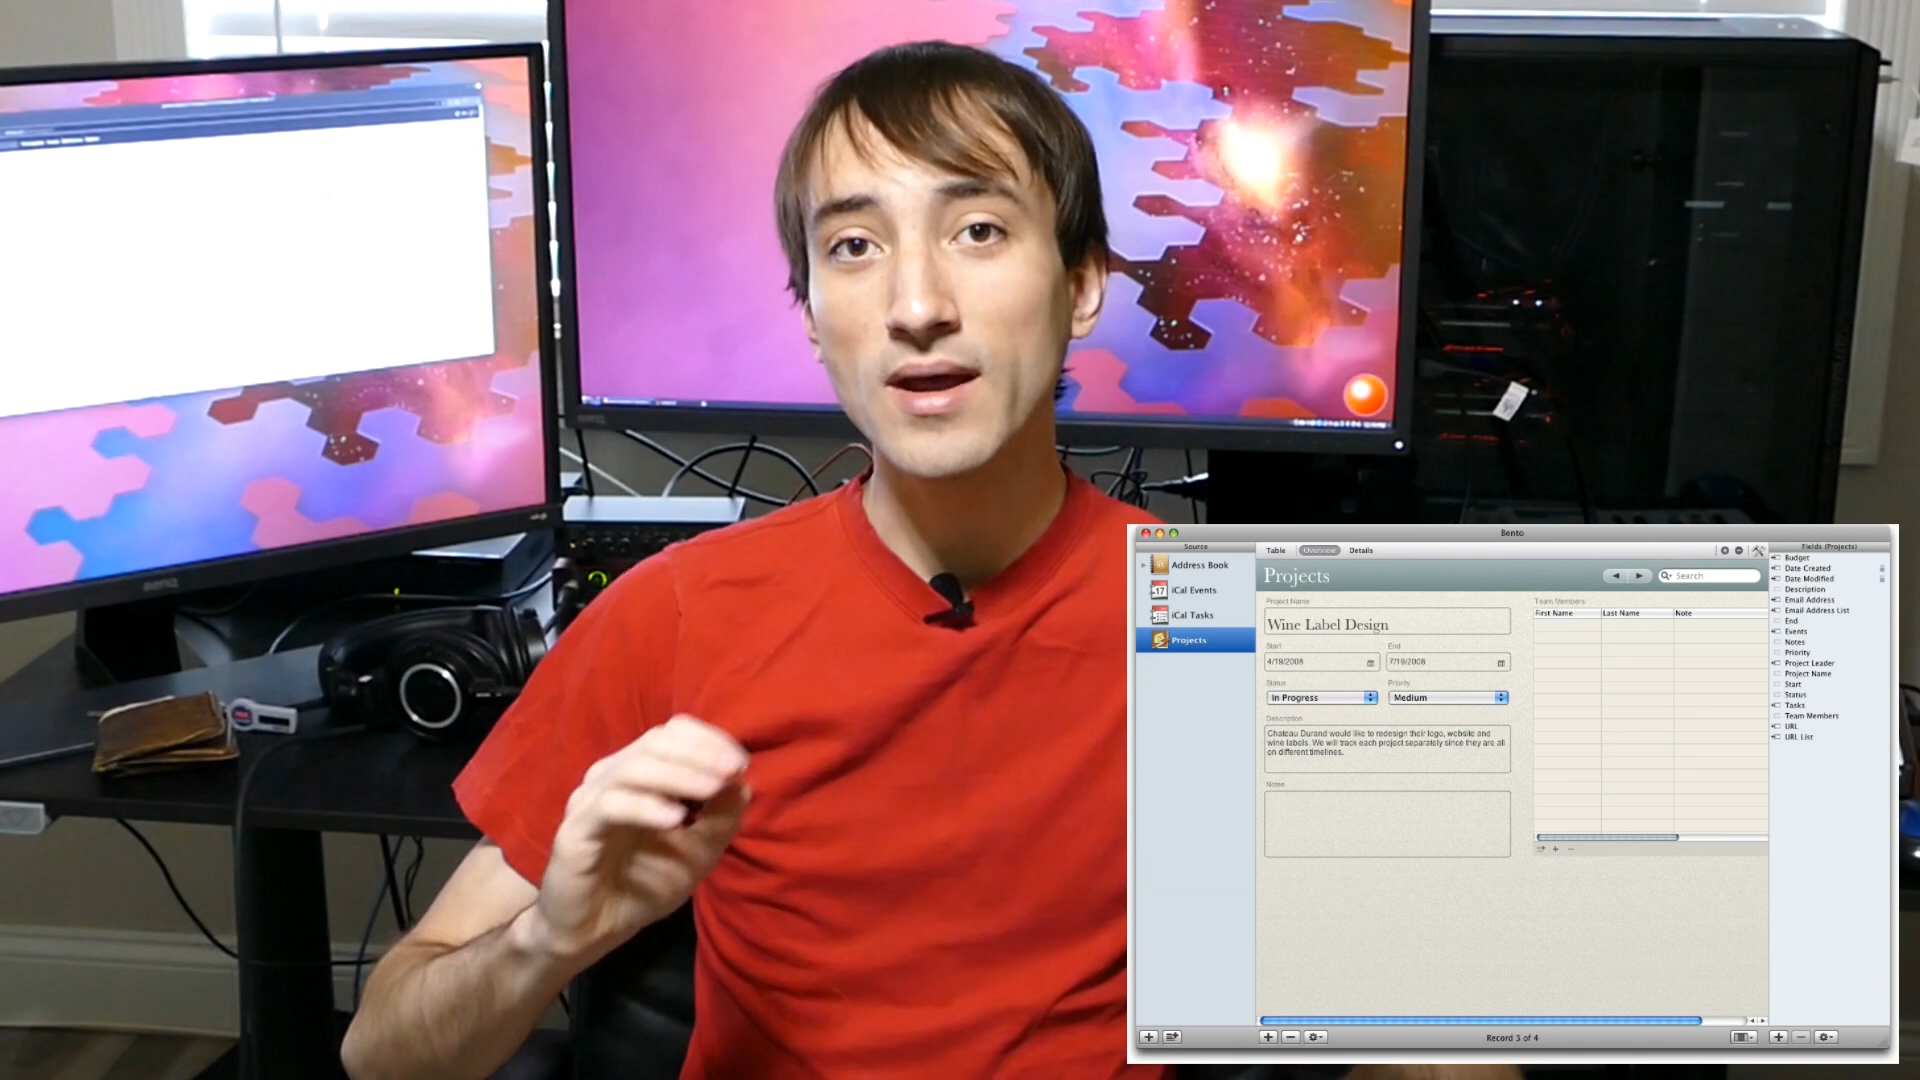 BenQ
BenQ
Bento
Source
Address Book
17
iCal Events
iCal Tasks
Projects
Table
Overview
Details
Projects
Search
Project Name
Wine Label Design
Start
End
4/19/2008
7/19/2008
Status
Priority
In Progress
Medium
Description
Chateau Durand would like to redesign their logo, website and
wine labels. We will track each project separately since they are all
on different timelines.
Notes
Team Members
First Name
Last Name
Note
Record 3 of 4
Fields (Projects)
Budget
Date Created
Date Modified
Description
Email Address
Email Address List
End
Events
Notes
Priority
Project Leader
Project Name
Start
Status
Tasks
Team Members
URL
URL List